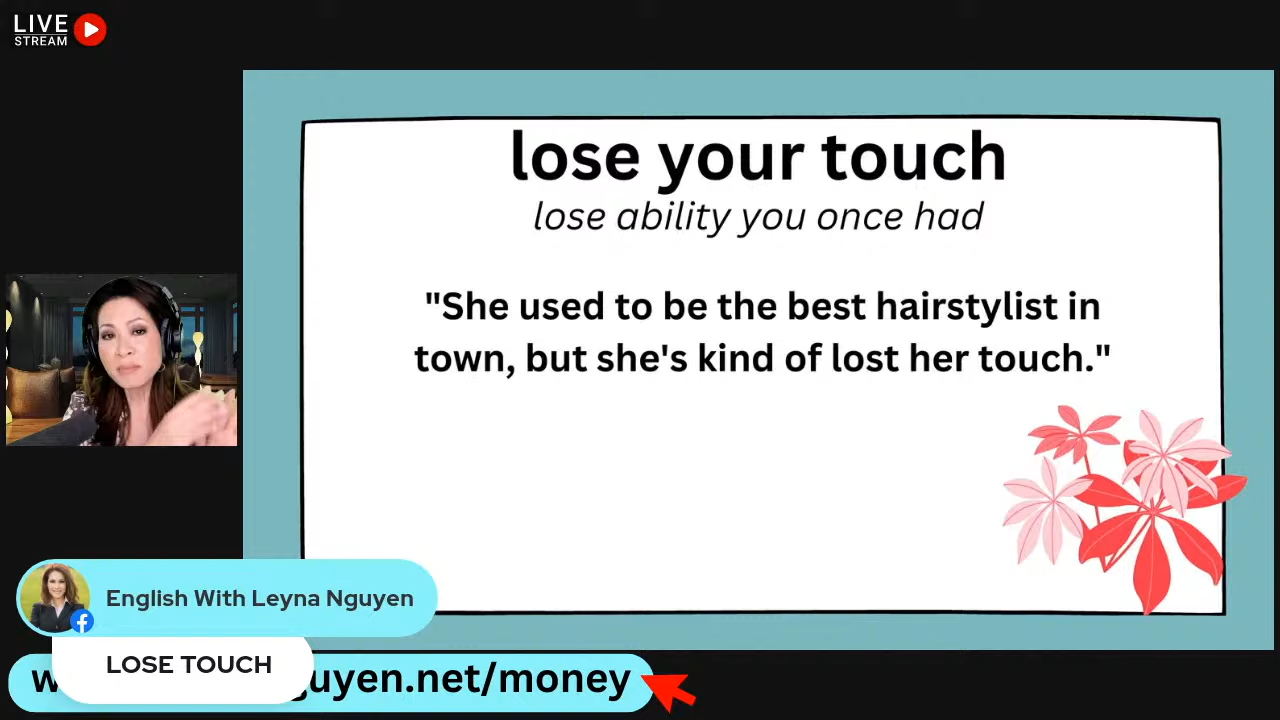 LIVE
STREAM
lose your touch
lose ability you once had
"She used to be the best hairstylist in
town, but she's kind of lost her touch."
English With Leyna Nguyen
LOSE TOUCH
guyen.net/money